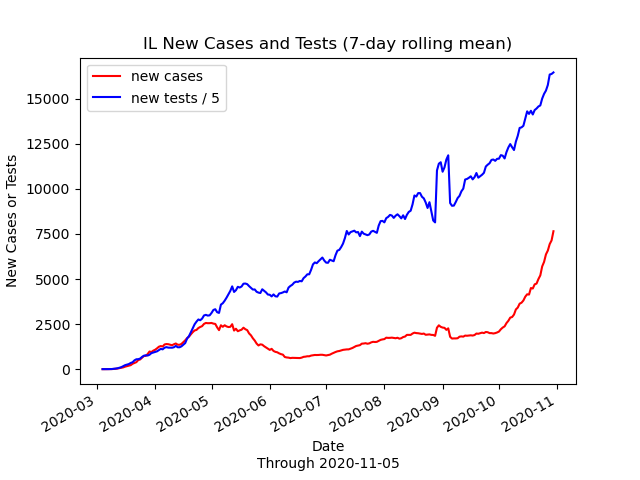 IL New Cases and Tests (7-day rolling mean)
new cases
new tests / 5
New Cases or Tests
15000
12500
10000
7500
5000
2500
0
2020-03
2020-04
2020-05
2020-06
2020-07
2020-08
2020-09
2020-10
2020-11
Date
Through 2020-11-05